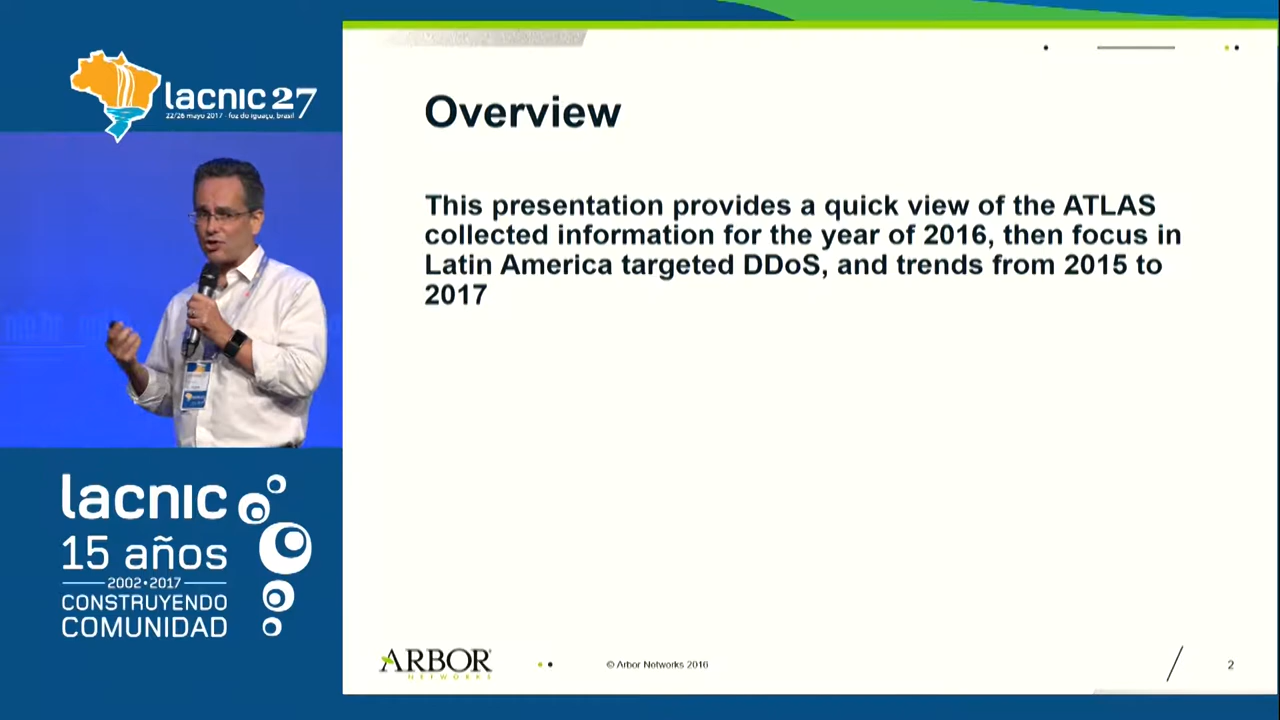 lacnic 27
22/26 mayo 2017 - foz do iguaçu, brasil
lacnic
15 años
2002•2017
CONSTRUYENDO
COMUNIDAD
Overview
This presentation provides a quick view of the ATLAS
collected information for the year of 2016, then focus in
Latin America targeted DDoS, and trends from 2015 to
2017
ARBOR
NETWORKS
© Arbor Networks 2016
2